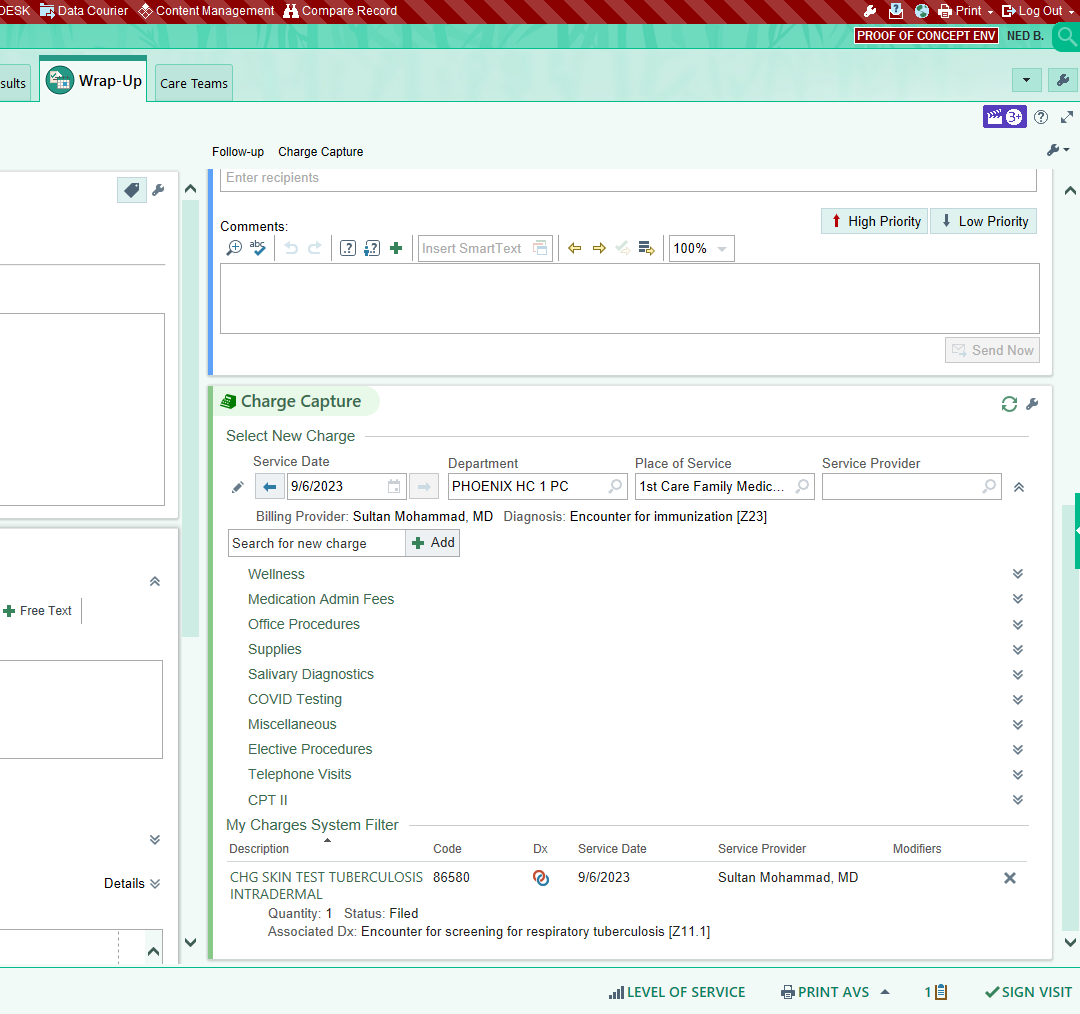 DESK Data Courier Content Management Compare Record Print Log Out
PROOF OF CONCEPT ENV NED B.
sults Wrap-Up Care Teams
3+
Follow-up Charge Capture
Enter recipients
High Priority Low Priority
Comments:
abc Insert SmartText 100%
Send Now
Charge Capture
Select New Charge
Service Date Department Place of Service Service Provider
9/6/2023 PHOENIX HC 1 PC 1st Care Family Medic...
Billing Provider: Sultan Mohammad, MD Diagnosis: Encounter for immunization [Z23]
Search for new charge Add
Wellness
Medication Admin Fees
Free Text
Office Procedures
Supplies
Salivary Diagnostics
COVID Testing
Miscellaneous
Elective Procedures
Telephone Visits
CPT II
My Charges System Filter
Description Code Dx Service Date Service Provider Modifiers
CHG SKIN TEST TUBERCULOSIS 86580 9/6/2023 Sultan Mohammad, MD
INTRADERMAL
Details
Quantity: 1 Status: Filed
Associated Dx: Encounter for screening for respiratory tuberculosis [Z11.1]
LEVEL OF SERVICE PRINT AVS 1 SIGN VISIT